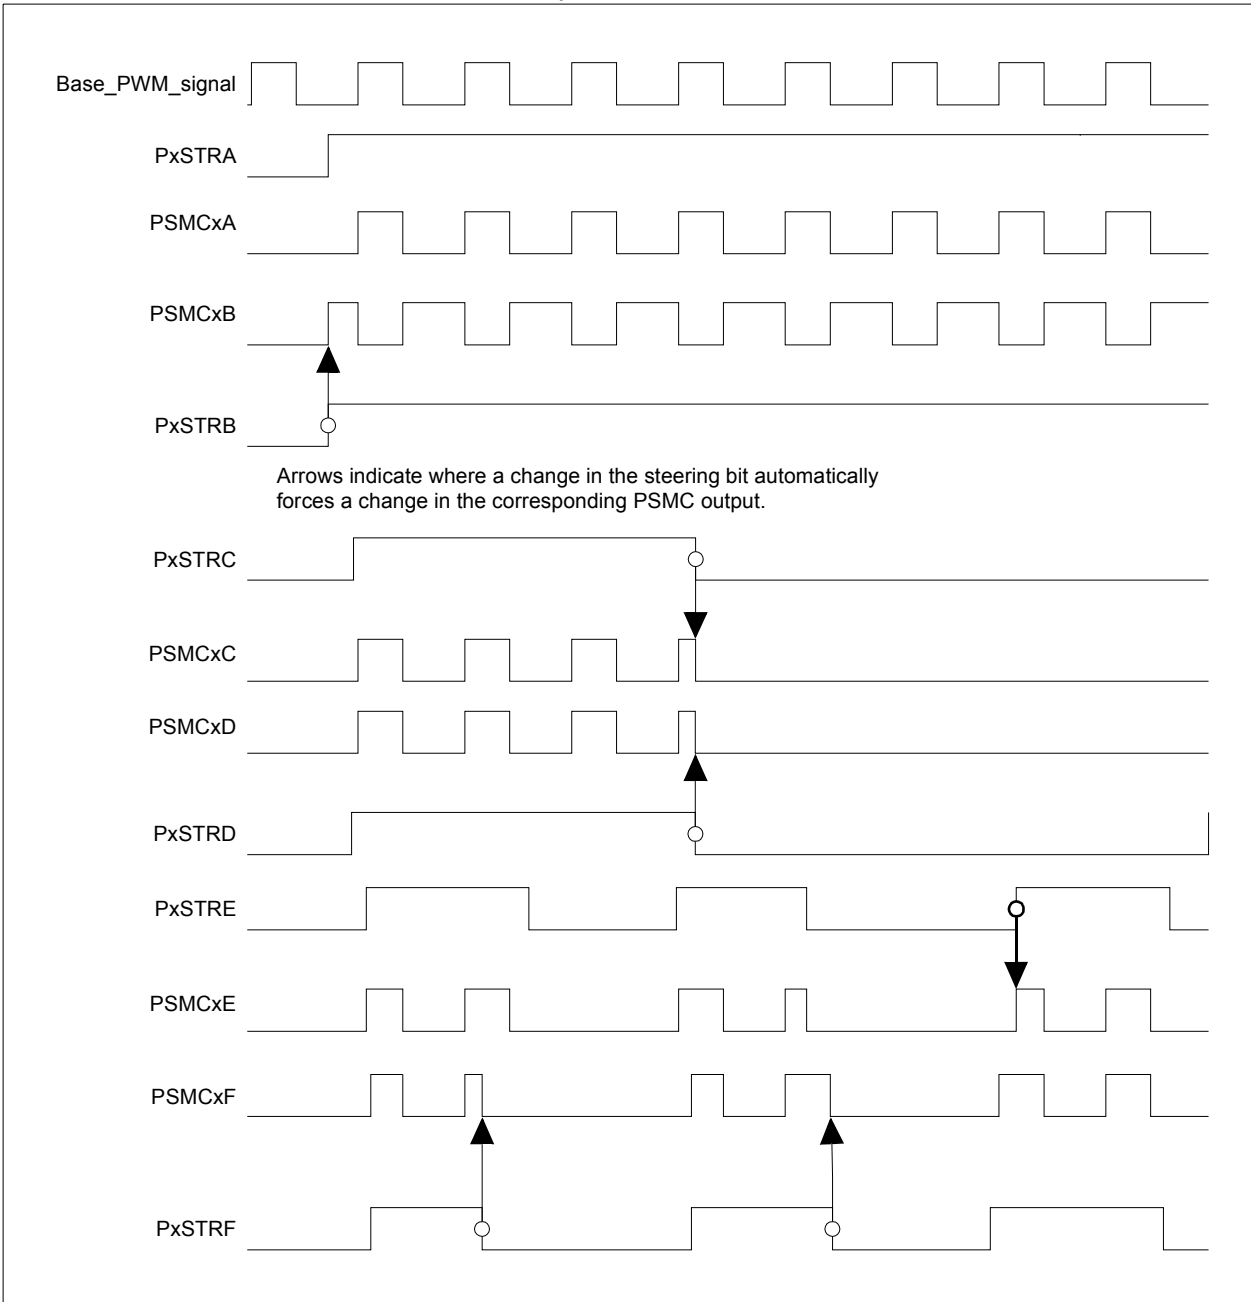 Base_PWM_signal
PxSTRA
PSMCxA
PSMCxB
PxSTRB
Arrows indicate where a change in the steering bit automatically
forces a change in the corresponding PSMC output.
PxSTRC
PSMCxC
PSMCxD
PxSTRD
PxSTRE
PSMCxE
PSMCxF
PxSTRF